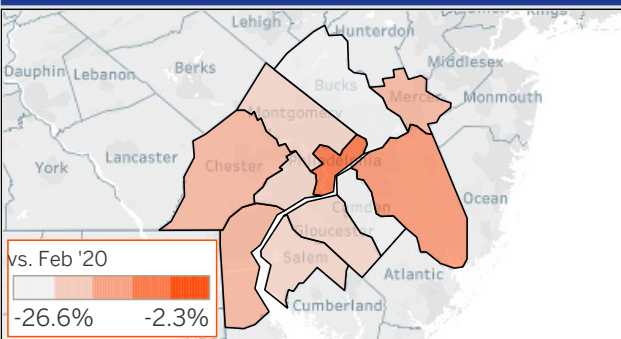 Lehigh
Hunterdon
Dauphin
Lebanon
Berks
Middlesex
Bucks
Montgomery
Mercer
Monmouth
York
Lancaster
Chester
Philadelphia
Camden
Ocean
Gloucester
Salem
Atlantic
Cumberland
vs. Feb '20
-26.6%
-2.3%